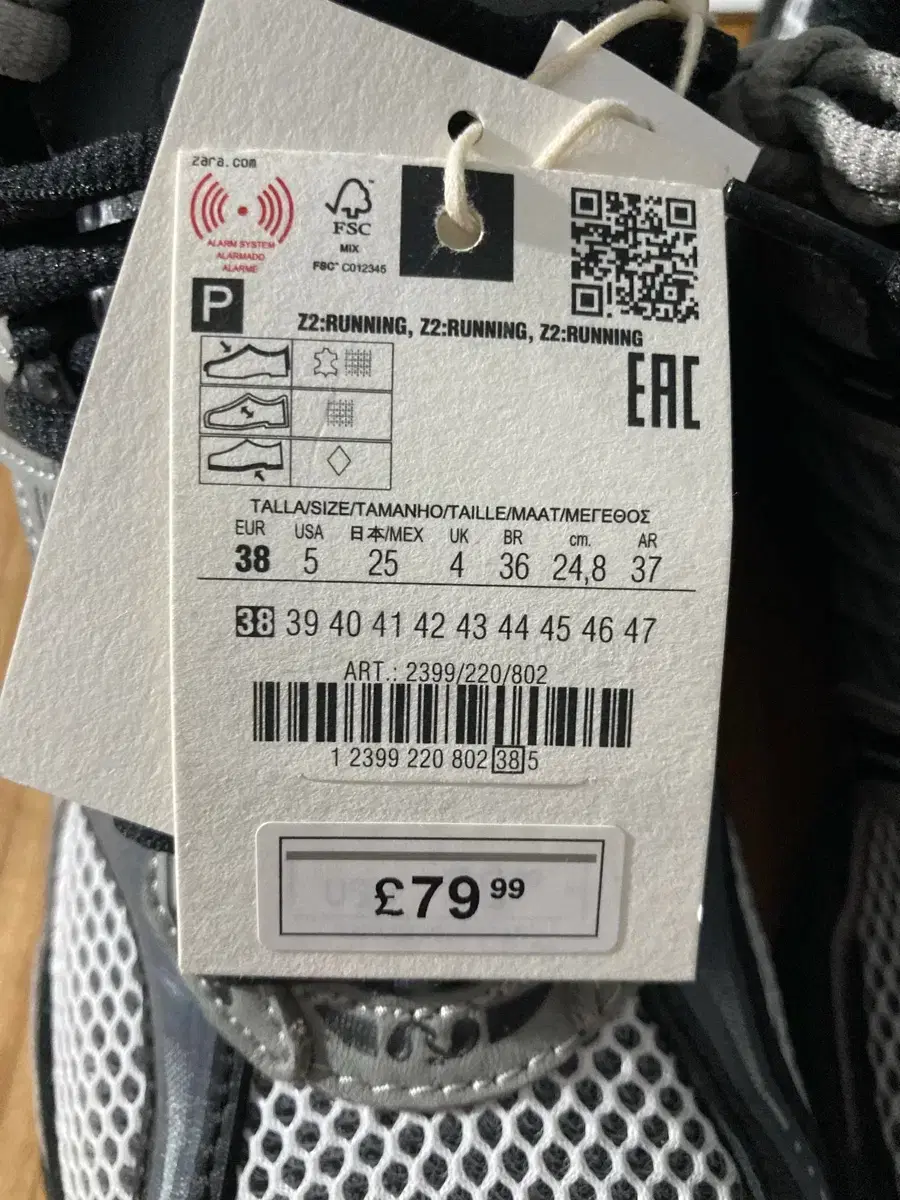 zara.com
ALARM SYSTEM
ALARMADO
ALARME
FSC
MIX
FSC™ C012345
P
Z2:RUNNING, Z2:RUNNING, Z2:RUNNING
EAC
TALLA/SIZE/TAMANHO/TAILLE/MAAT/ΜΕΓΕΘΟΣ
EUR USA 日本/MEX UK BR cm. AR
38 5 25 4 36 24,8 37
38 39 40 41 42 43 44 45 46 47
ART.: 2399/220/802
1 2399 220 802 38 5
£79 99